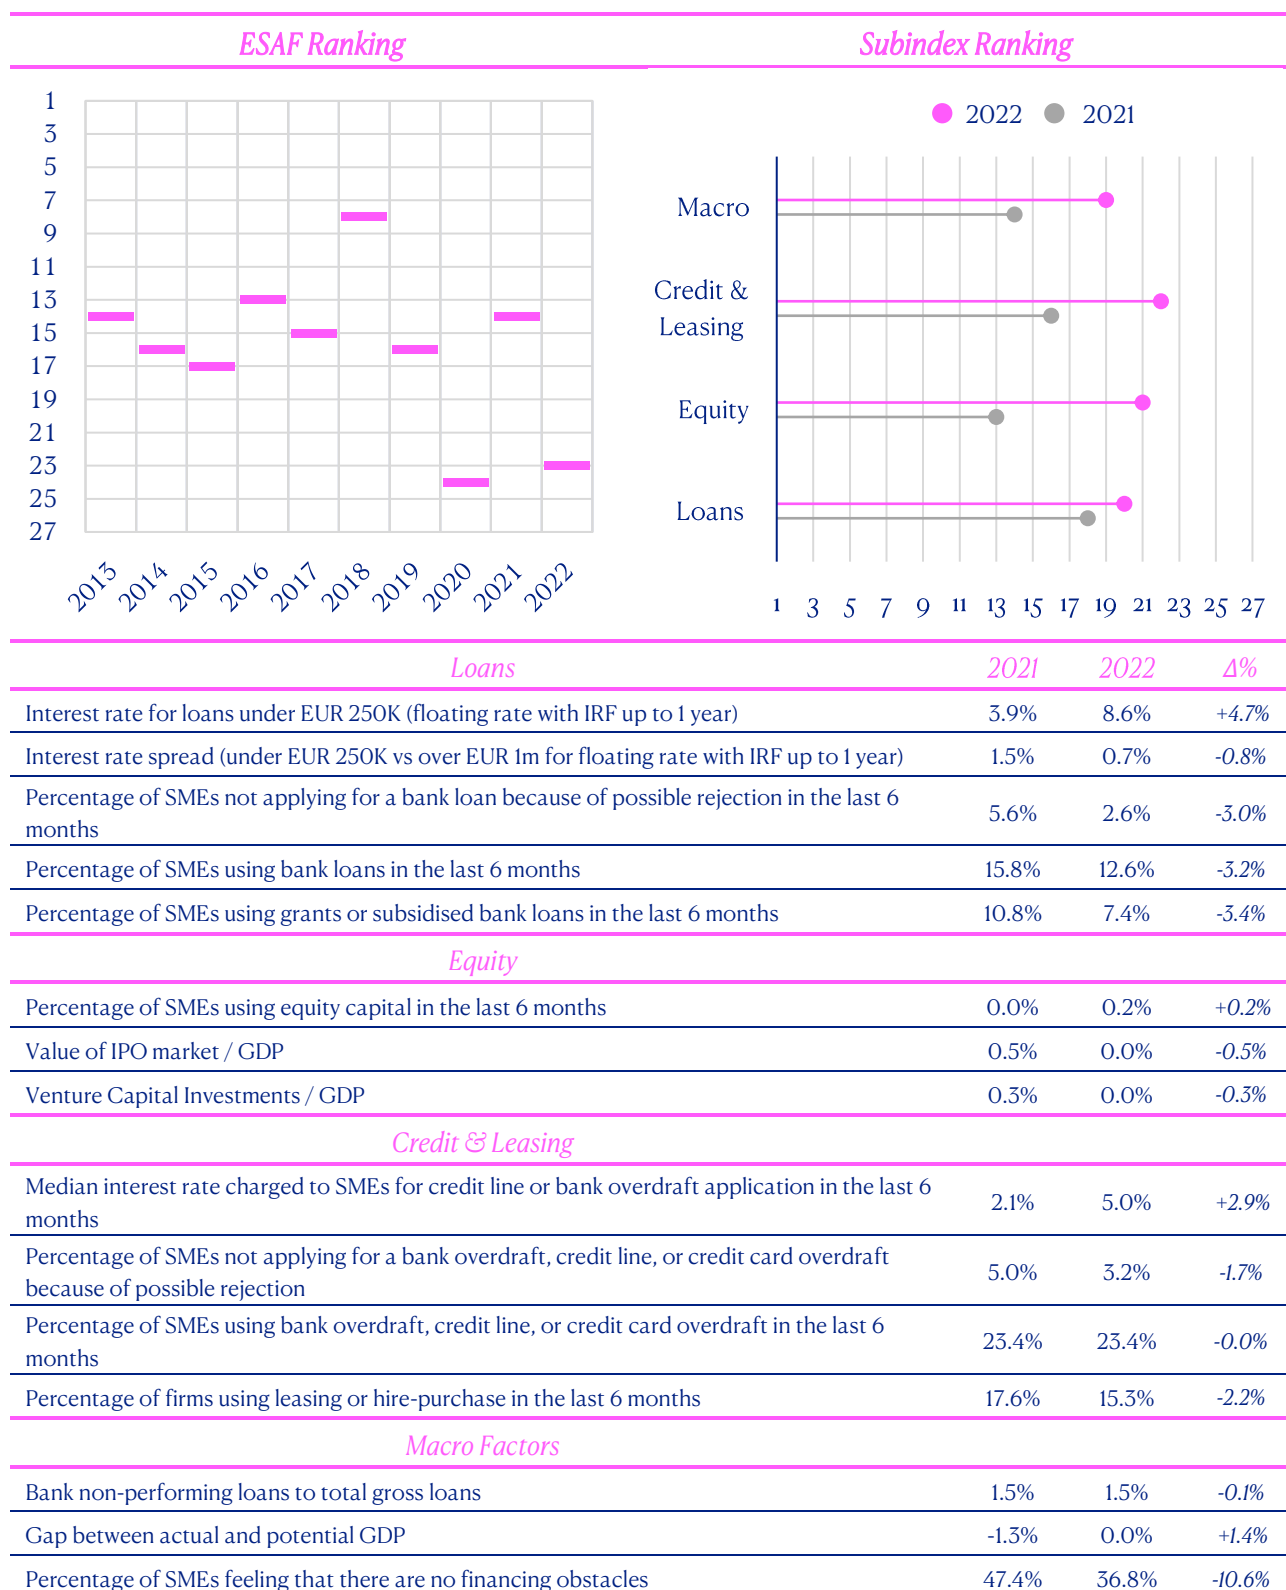 ESAF Ranking
Subindex Ranking
1
3
5
7
9
11
13
15
17
19
21
23
25
27
2013 2014 2015 2016 2017 2018 2019 2020 2021 2022
2022 2021
Macro
Credit &
Leasing
Equity
Loans
1 3 5 7 9 11 13 15 17 19 21 23 25 27
Loans 2021 2022 Δ%
Interest rate for loans under EUR 250K (floating rate with IRF up to 1 year) 3.9% 8.6% +4.7%
Interest rate spread (under EUR 250K vs over EUR 1m for floating rate with IRF up to 1 year) 1.5% 0.7% -0.8%
Percentage of SMEs not applying for a bank loan because of possible rejection in the last 6
months 5.6% 2.6% -3.0%
Percentage of SMEs using bank loans in the last 6 months 15.8% 12.6% -3.2%
Percentage of SMEs using grants or subsidised bank loans in the last 6 months 10.8% 7.4% -3.4%
Equity
Percentage of SMEs using equity capital in the last 6 months 0.0% 0.2% +0.2%
Value of IPO market / GDP 0.5% 0.0% -0.5%
Venture Capital Investments / GDP 0.3% 0.0% -0.3%
Credit & Leasing
Median interest rate charged to SMEs for credit line or bank overdraft application in the last 6
months 2.1% 5.0% +2.9%
Percentage of SMEs not applying for a bank overdraft, credit line, or credit card overdraft
because of possible rejection 5.0% 3.2% -1.7%
Percentage of SMEs using bank overdraft, credit line, or credit card overdraft in the last 6
months 23.4% 23.4% -0.0%
Percentage of firms using leasing or hire-purchase in the last 6 months 17.6% 15.3% -2.2%
Macro Factors
Bank non-performing loans to total gross loans 1.5% 1.5% -0.1%
Gap between actual and potential GDP -1.3% 0.0% +1.4%
Percentage of SMEs feeling that there are no financing obstacles 47.4% 36.8% -10.6%